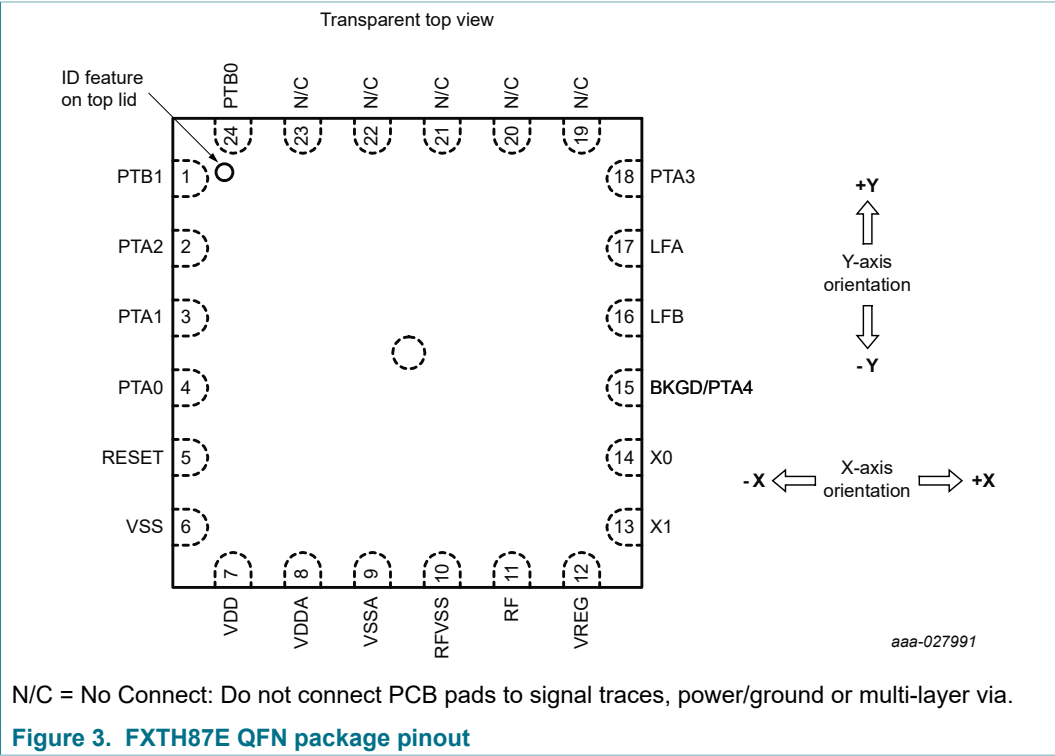 Transparent top view
ID feature
on top lid
PTB0
N/C
N/C
N/C
N/C
N/C
24
23
22
21
20
19
PTB1 1
PTA2 2
PTA1 3
PTA0 4
RESET 5
VSS 6
18 PTA3
17 LFA
16 LFB
15 BKGD/PTA4
14 X0
13 X1
7
8
9
10
11
12
VDD
VDDA
VSSA
RFVSS
RF
VREG
+Y
Y-axis
orientation
- Y
- X
X-axis
orientation
+X
aaa-027991
N/C = No Connect: Do not connect PCB pads to signal traces, power/ground or multi-layer via.
Figure 3. FXTH87E QFN package pinout